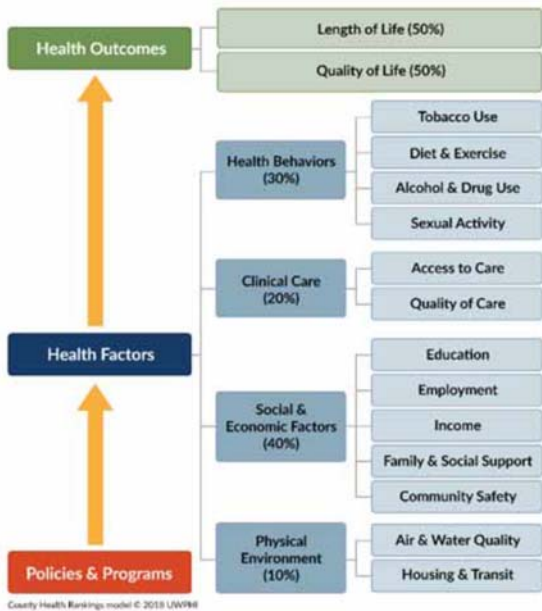 Health Outcomes
Length of Life (50%)
Quality of Life (50%)
Health Behaviors
(30%)
Tobacco Use
Diet & Exercise
Alcohol & Drug Use
Sexual Activity
Clinical Care
(20%)
Access to Care
Quality of Care
Health Factors
Social &
Economic Factors
(40%)
Education
Employment
Income
Family & Social Support
Community Safety
Physical
Environment
(10%)
Air & Water Quality
Housing & Transit
Policies & Programs
County Health Rankings model © 2016 UWPHI